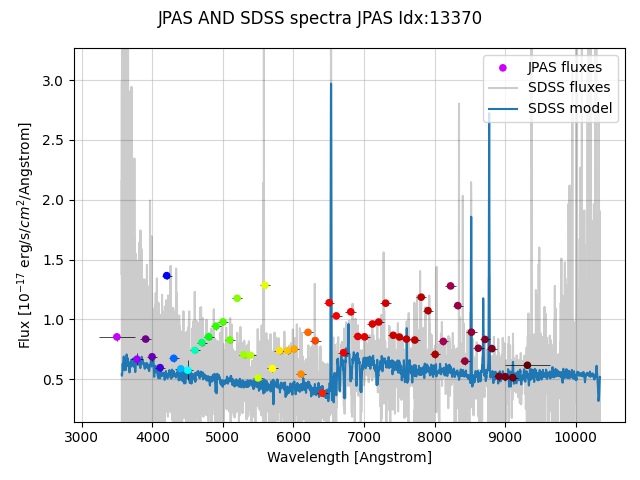 JPAS AND SDSS spectra JPAS Idx:13370
JPAS fluxes
SDSS fluxes
SDSS model
Flux [10⁻¹⁷ erg/s/cm²/Angstrom]
3.0
2.5
2.0
1.5
1.0
0.5
3000 4000 5000 6000 7000 8000 9000 10000
Wavelength [Angstrom]